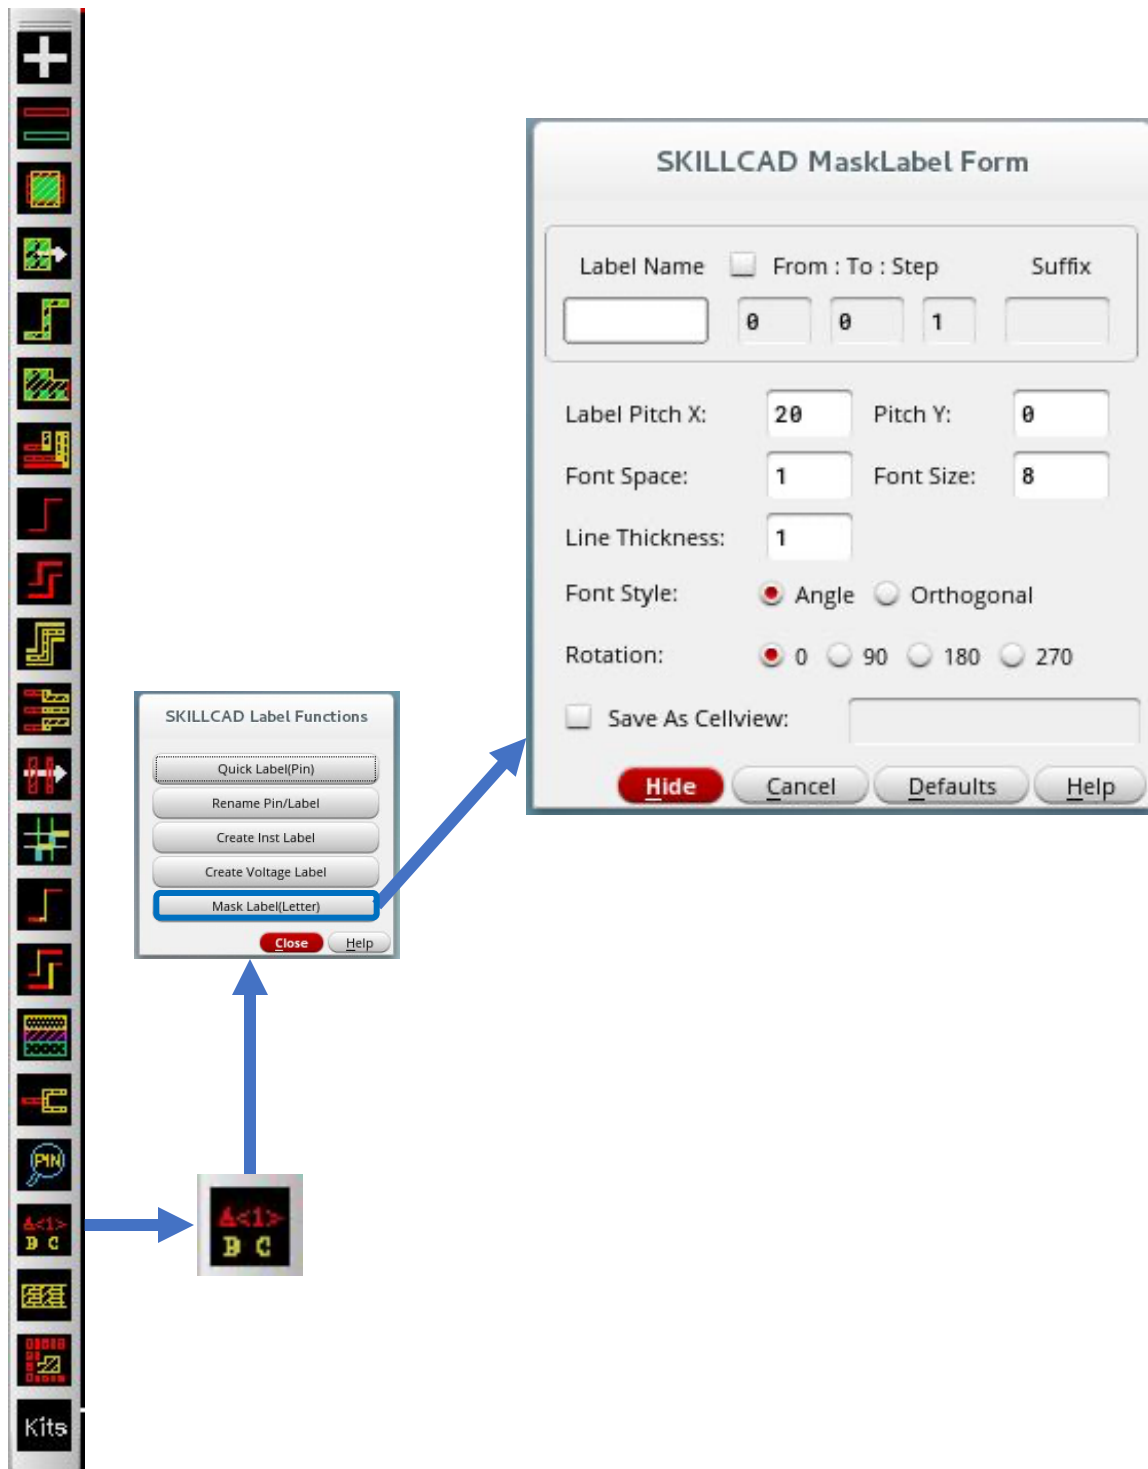 SKILLCAD MaskLabel Form
Label Name From : To : Step Suffix
0 0 1
Label Pitch X: 20 Pitch Y: 0
Font Space: 1 Font Size: 8
Line Thickness: 1
Font Style: Angle Orthogonal
Rotation: 0 90 180 270
Save As Cellview:
Hide Cancel Defaults Help
SKILLCAD Label Functions
Quick Label(Pin)
Rename Pin/Label
Create Inst Label
Create Voltage Label
Mask Label(Letter)
Close Help
PIN
A<1>
B C
A<1>
B C
Kits